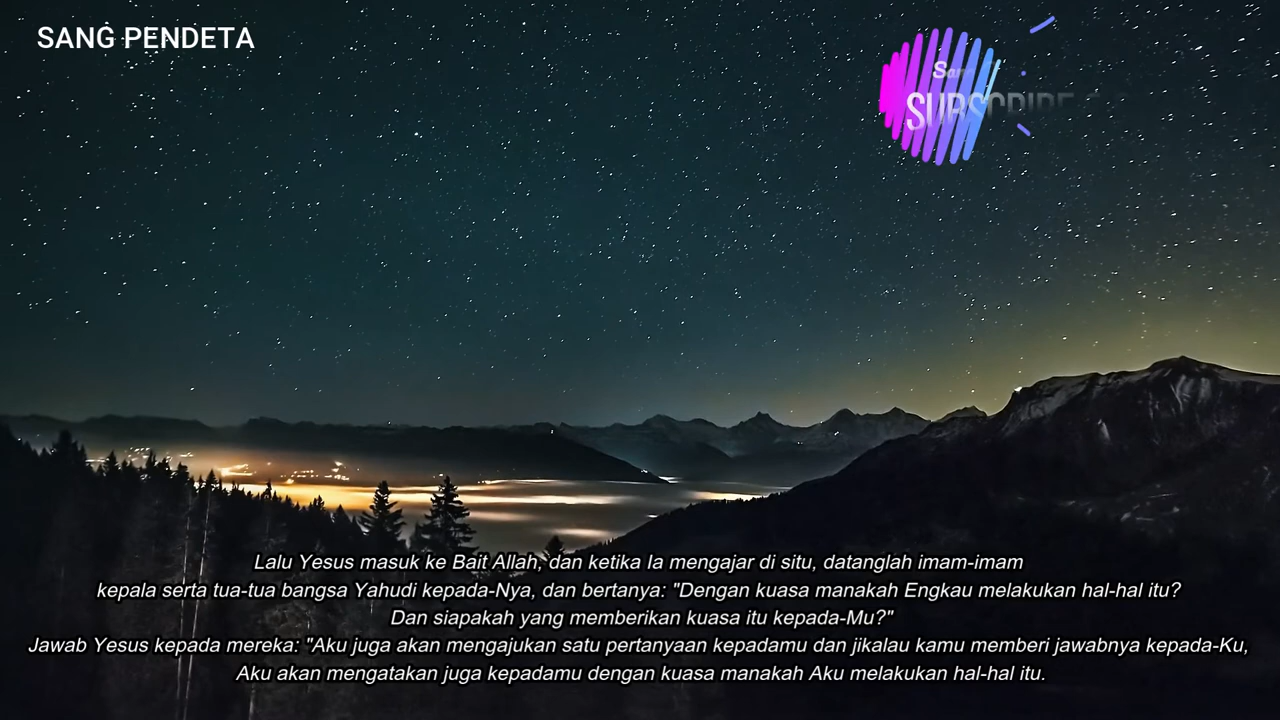 SANG PENDETA
SUBSCRIBE
Lalu Yesus masuk ke Bait Allah, dan ketika Ia mengajar di situ, datanglah imam-imam
kepala serta tua-tua bangsa Yahudi kepada-Nya, dan bertanya: "Dengan kuasa manakah Engkau melakukan hal-hal itu?
Dan siapakah yang memberikan kuasa itu kepada-Mu?"
Jawab Yesus kepada mereka: "Aku juga akan mengajukan satu pertanyaan kepadamu dan jikalau kamu memberi jawabnya kepada-Ku,
Aku akan mengatakan juga kepadamu dengan kuasa manakah Aku melakukan hal-hal itu.